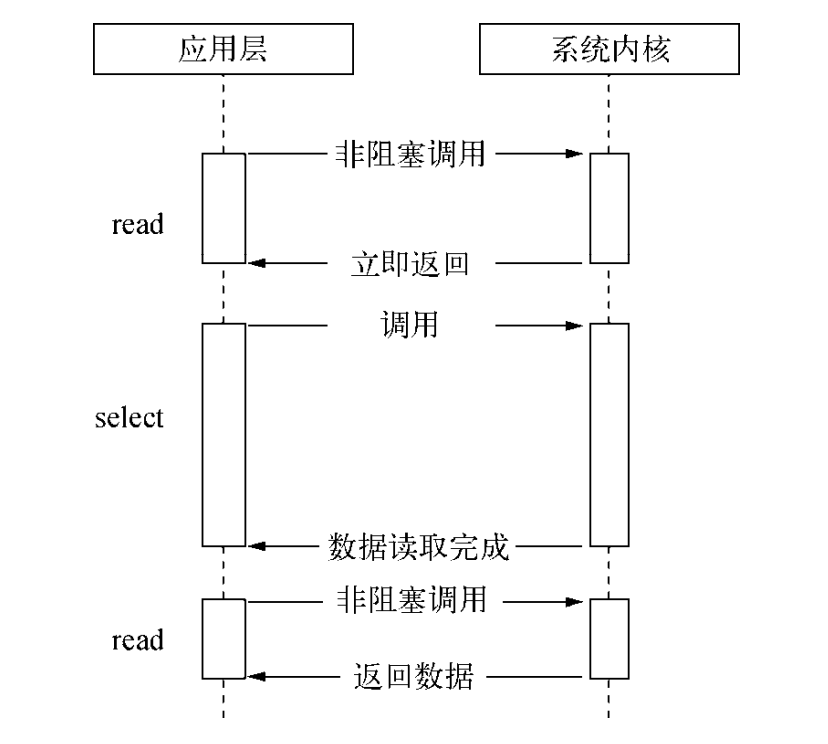 应用层
系统内核
非阻塞调用
read
立即返回
调用
select
数据读取完成
非阻塞调用
read
返回数据